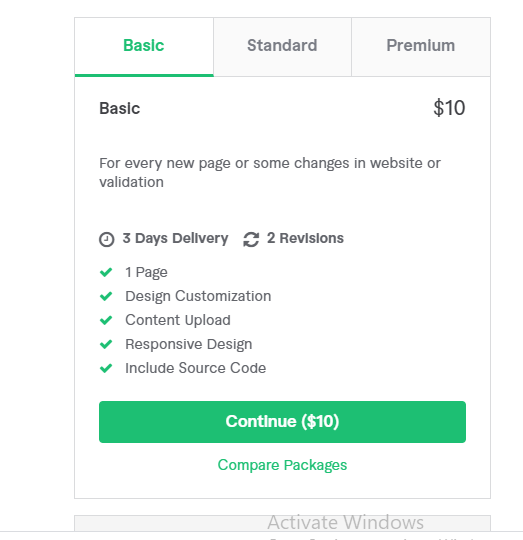 Basic Standard Premium
Basic $10
For every new page or some changes in website or
validation
3 Days Delivery 2 Revisions
1 Page
Design Customization
Content Upload
Responsive Design
Include Source Code
Continue ($10)
Compare Packages
Activate Windows